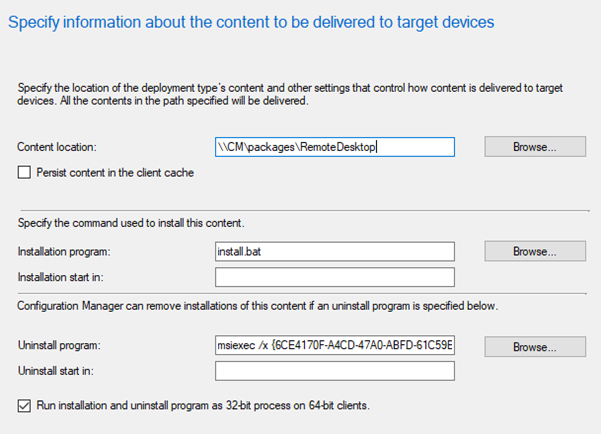 Specify information about the content to be delivered to target devices
Specify the location of the deployment type's content and other settings that control how content is delivered to target
devices. All the contents in the path specified will be delivered.
Content location: \\CM\packages\RemoteDesktop Browse...
Persist content in the client cache
Specify the command used to install this content.
Installation program: install.bat Browse...
Installation start in:
Configuration Manager can remove installations of this content if an uninstall program is specified below.
Uninstall program: msiexec /x {6CE4170F-A4CD-47A0-ABFD-61C59E Browse...
Uninstall start in:
Run installation and uninstall program as 32-bit process on 64-bit clients.